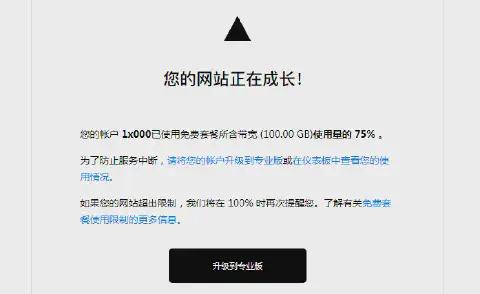 您的网站正在成长！
您的帐户 1x000已使用免费套餐所含带宽 (100.00 GB)使用量的 75% 。
为了防止服务中断，请将您的帐户升级到专业版或在仪表板中查看您的使
用情况。
如果您的网站超出限制，我们将在 100% 时再次提醒您。了解有关免费套
餐使用限制的更多信息。
升级到专业版